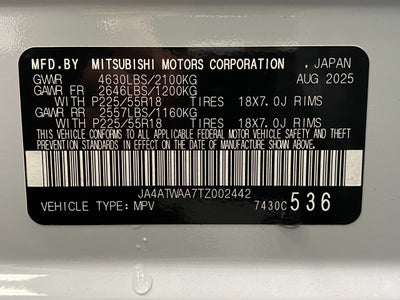 MFD.BY MITSUBISHI MOTORS CORPORATION , JAPAN
GVWR 4630LBS/2100KG AUG 2025
GAWR FR 2646LBS/1200KG
WITH P225/55R18 TIRES 18X7.0J RIMS
GAWR RR 2557LBS/1160KG
WITH P225/55R18 TIRES 18X7.0J RIMS
THIS VEHICLE CONFORMS TO ALL APPLICABLE FEDERAL MOTOR VEHICLE SAFETY AND THEFT
PREVENTION STANDARDS IN EFFECT ON THE DATE OF MANUFACTURE SHOWN ABOVE.
JA4ATWAA7TZ002442
VEHICLE TYPE: MPV 7430C 536